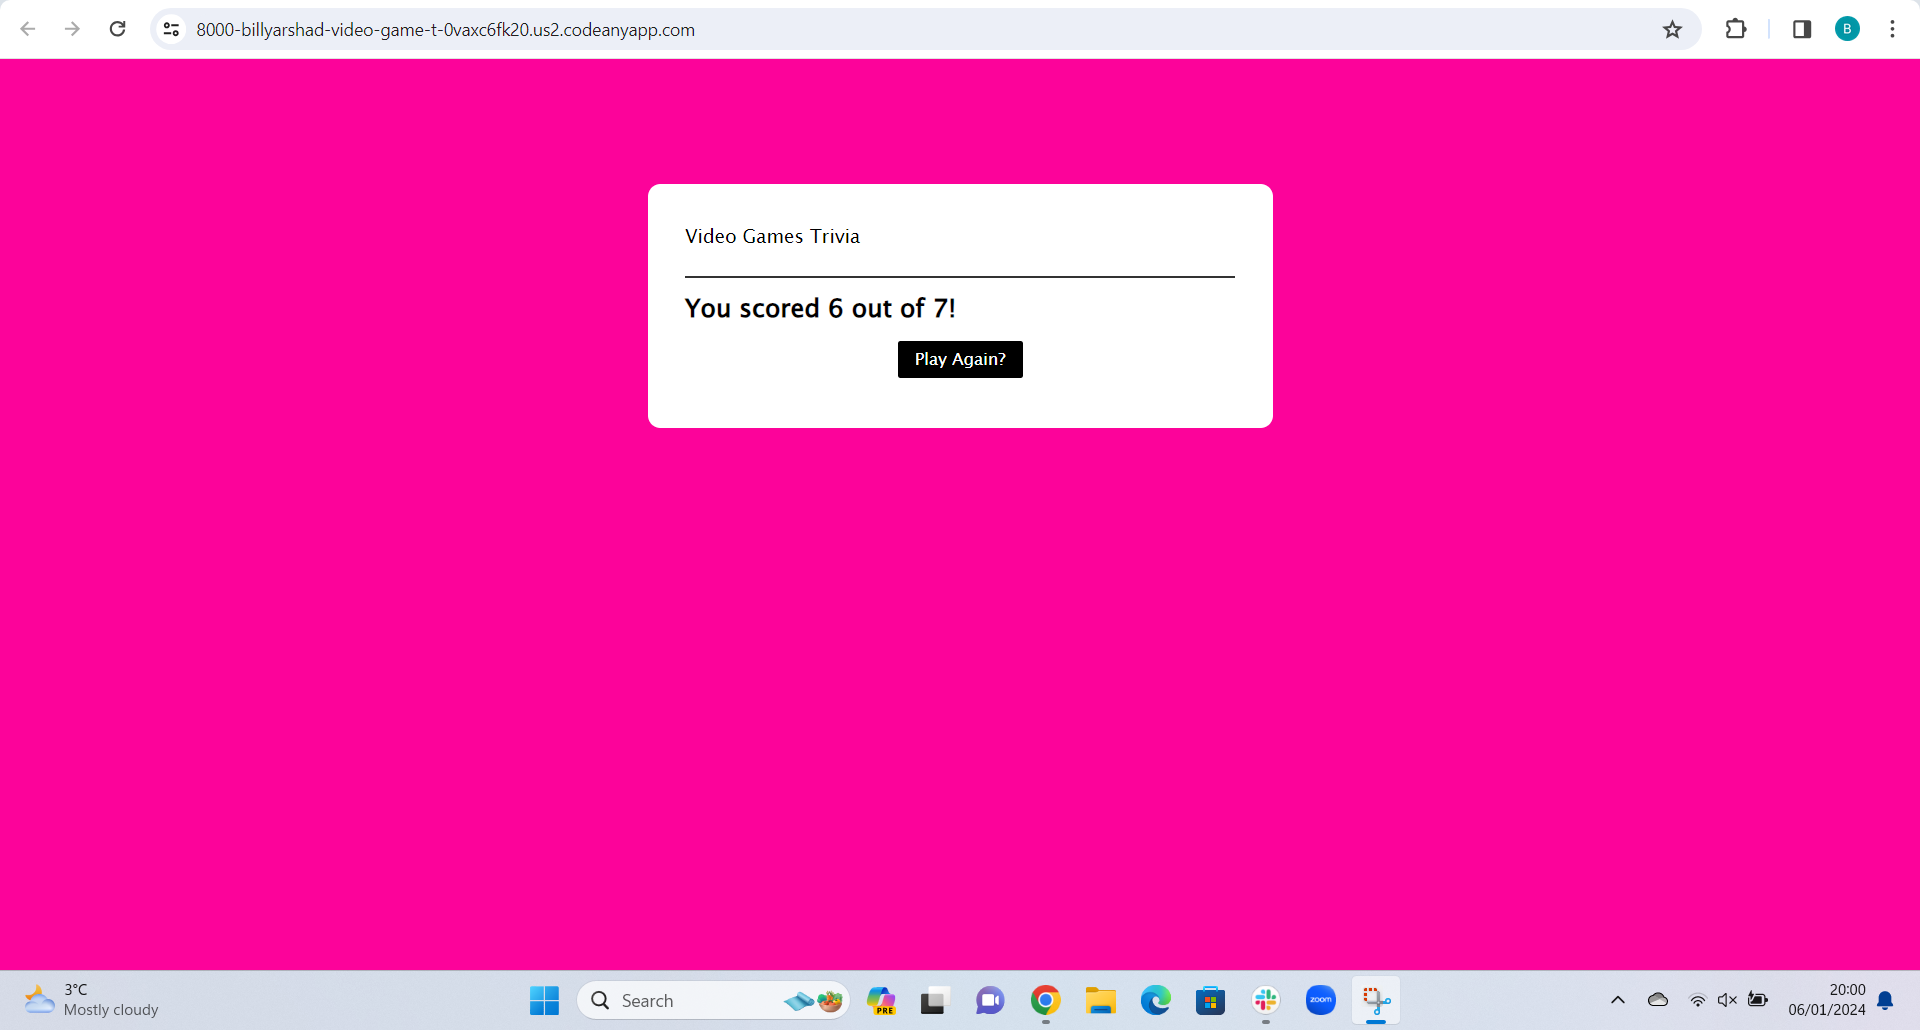 8000-billyarshad-video-game-t-0vaxc6fk20.us2.codeanyapp.com
B
Video Games Trivia
You scored 6 out of 7!
Play Again?
3°C
Mostly cloudy
Search
PRE
zoom
20:00
06/01/2024